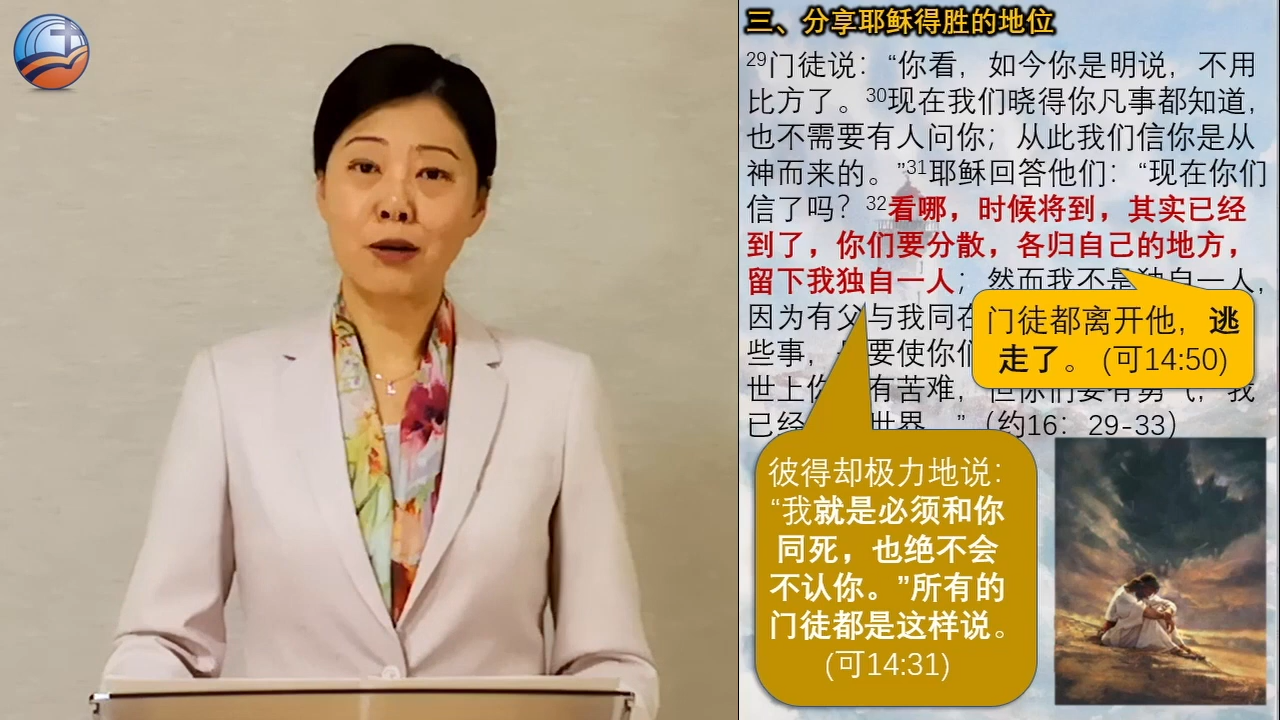 三、分享耶稣得胜的地位
29门徒说：“你看，如今你是明说，不用
比方了。30现在我们晓得你凡事都知道，
也不需要有人问你；从此我们信你是从
神而来的。”31耶稣回答他们：“现在你们
信了吗？32看哪，时候将到，其实已经
到了，你们要分散，各归自己的地方，
留下我独自一人；然而我不是独自一人，
因为有父与我同在
些事， 要使你们
世上你 有苦难，但你们要有勇气，我
已经 世界。”（约16：29-33）
门徒都离开他，逃
走了。(可14:50)
彼得却极力地说：
“我就是必须和你
同死，也绝不会
不认你。”所有的
门徒都是这样说。
(可14:31)